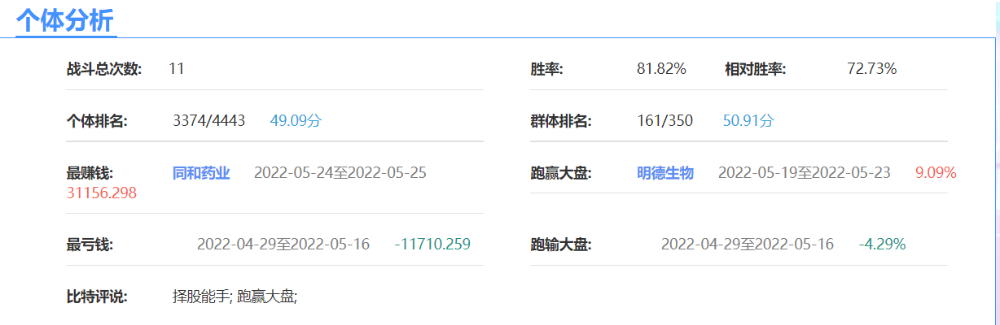 个体分析
战斗总次数: 11 胜率: 81.82% 相对胜率: 72.73%
个体排名: 3374/4443 49.09分 群体排名: 161/350 50.91分
最赚钱: 同和药业 2022-05-24至2022-05-25 跑赢大盘: 明德生物 2022-05-19至2022-05-23 9.09%
31156.298
最亏钱: 2022-04-29至2022-05-16 -11710.259 跑输大盘: 2022-04-29至2022-05-16 -4.29%
比特评说: 择股能手; 跑赢大盘;